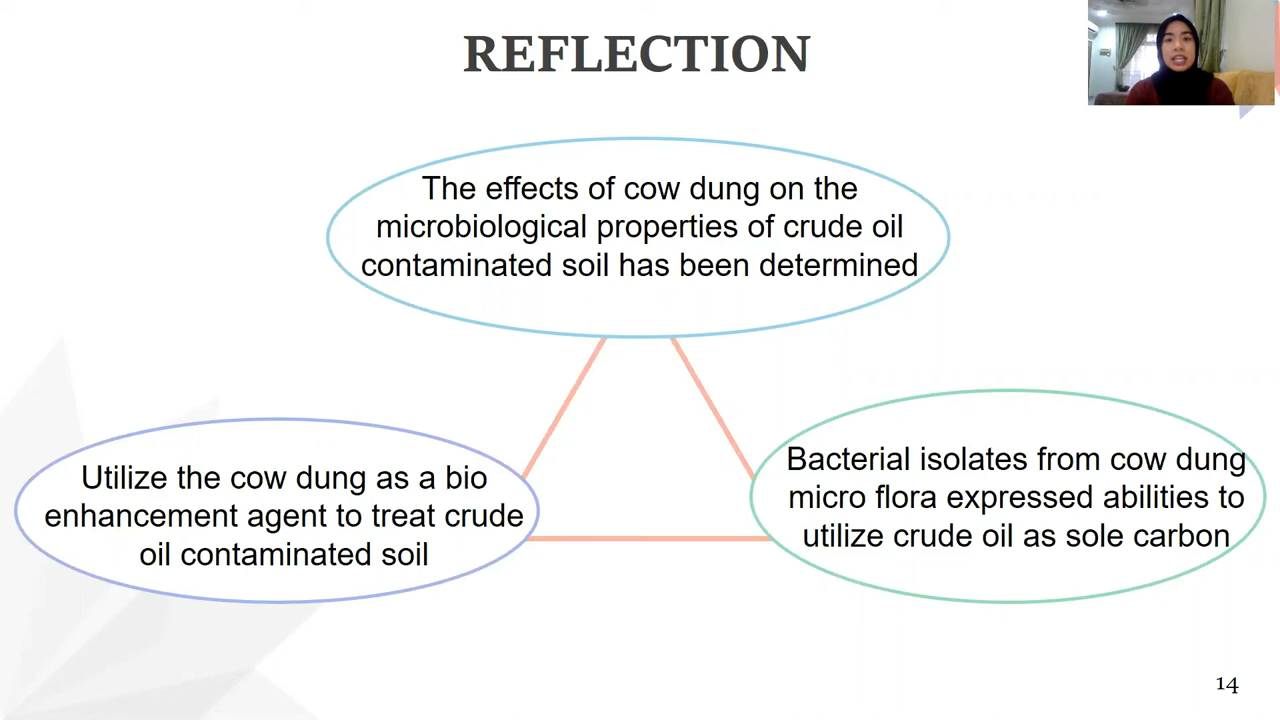 REFLECTION
The effects of cow dung on the
microbiological properties of crude oil
contaminated soil has been determined
Utilize the cow dung as a bio
enhancement agent to treat crude
oil contaminated soil
Bacterial isolates from cow dung
micro flora expressed abilities to
utilize crude oil as sole carbon
14